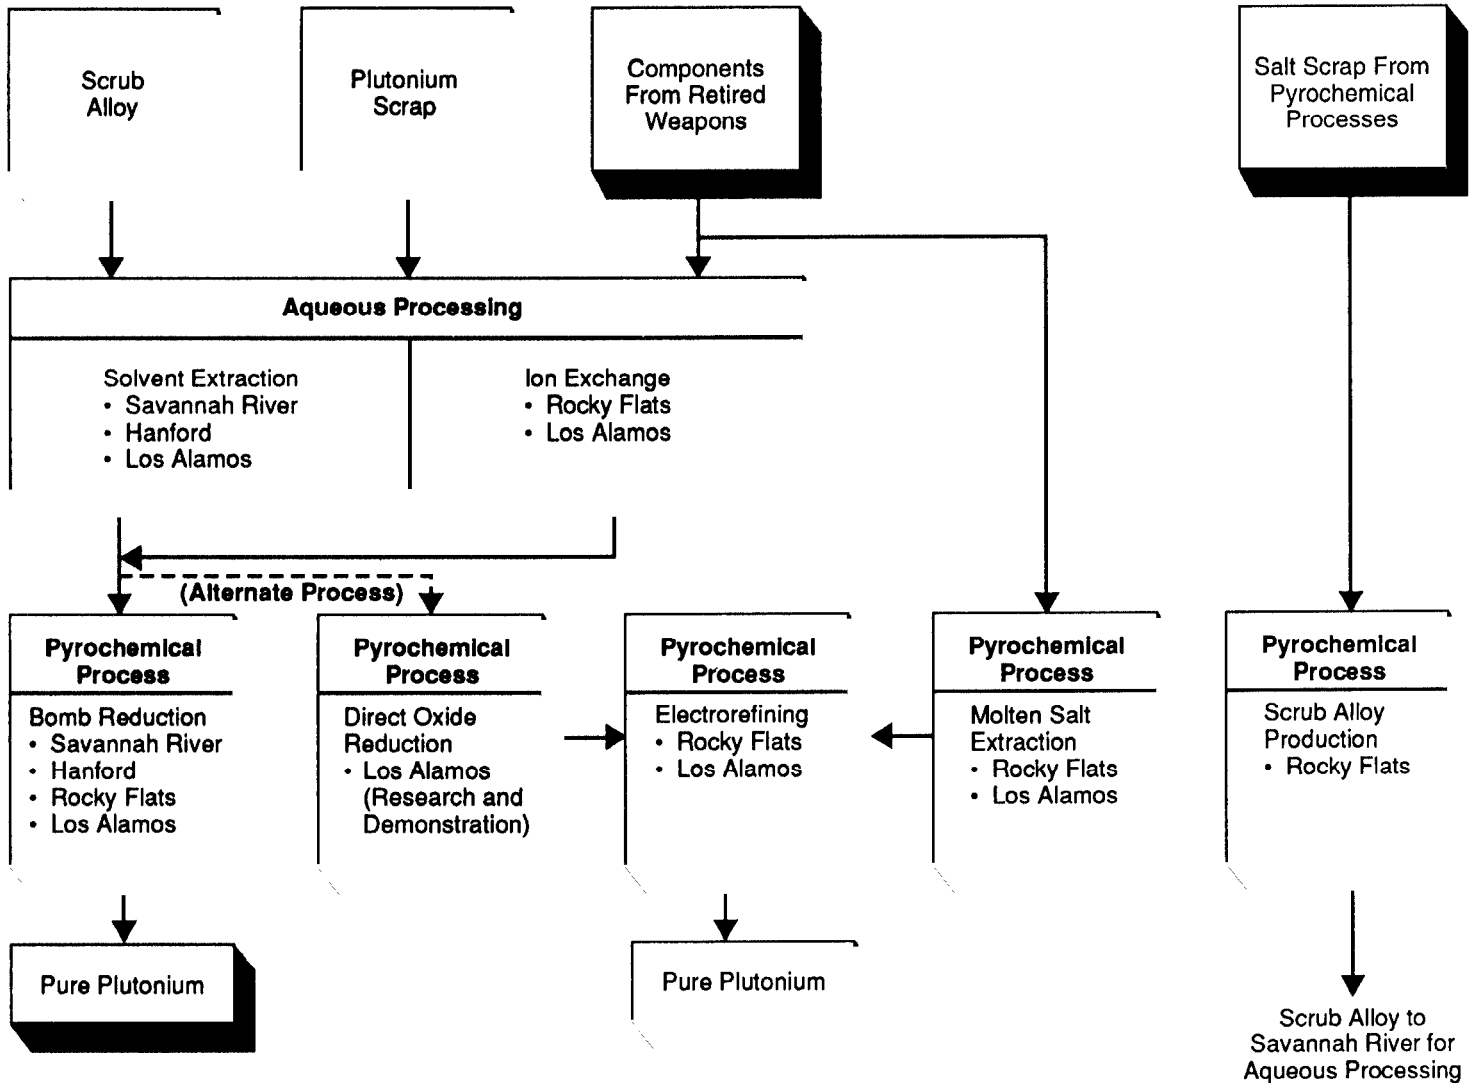 Scrub
Alloy
Plutonium
Scrap
Components
From Retired
Weapons
Salt Scrap From
Pyrochemical
Processes
Aqueous Processing
Solvent Extraction
• Savannah River
• Hanford
• Los Alamos
Ion Exchange
• Rocky Flats
• Los Alamos
(Alternate Process)
Pyrochemical
Process
Bomb Reduction
• Savannah River
• Hanford
• Rocky Flats
• Los Alamos
Pyrochemical
Process
Direct Oxide
Reduction
• Los Alamos
(Research and
Demonstration)
Pyrochemical
Process
Electrorefining
• Rocky Flats
• Los Alamos
Pyrochemical
Process
Molten Salt
Extraction
• Rocky Flats
• Los Alamos
Pyrochemical
Process
Scrub Alloy
Production
• Rocky Flats
Pure Plutonium
Pure Plutonium
Scrub Alloy to
Savannah River for
Aqueous Processing